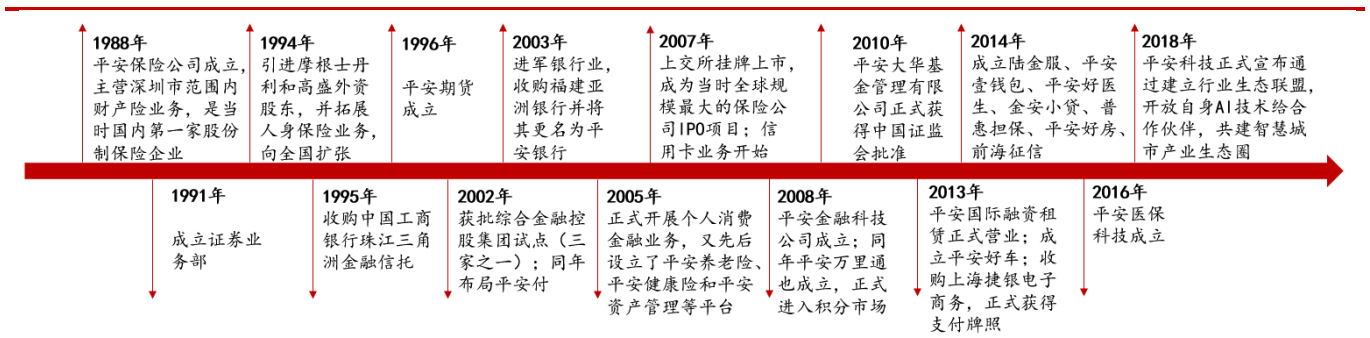 1988年
平安保险公司成立，
主营深圳市范围内
财产险业务，是当
时国内第一家股份
制保险企业
1994年
引进摩根士丹
利和高盛外资
股东，并拓展
人身保险业务，
向全国扩张
1996年
平安期货
成立
2003年
进军银行业，
收购福建亚
洲银行并将
其更名为平
安银行
2007年
上交所挂牌上市，
成为当时全球规
模最大的保险公
司IPO项目；信
用卡业务开始
2010年
平安大华基
金管理有限
公司正式获
得中国证监
会批准
2014年
成立陆金服、平安
壹钱包、平安好医
生、金安小贷、普
惠担保、平安好房、
前海征信
2018年
平安科技正式宣布通
过建立行业生态联盟，
开放自身AI技术给合
作伙伴，共建智慧城
市产业生态圈
1991年
成立证券业
务部
1995年
收购中国工商
银行珠江三角
洲金融信托
2002年
获批综合金融控
股集团试点（三
家之一）；同年
布局平安付
2005年
正式开展个人消费
金融业务，又先后
设立了平安养老险、
平安健康险和平安
资产管理等平台
2008年
平安金融科技
公司成立；同
年平安万里通
也成立，正式
进入积分市场
2013年
平安国际融资租
赁正式营业；成
立平安好车；收
购上海捷银电子
商务，正式获得
支付牌照
2016年
平安医保
科技成立